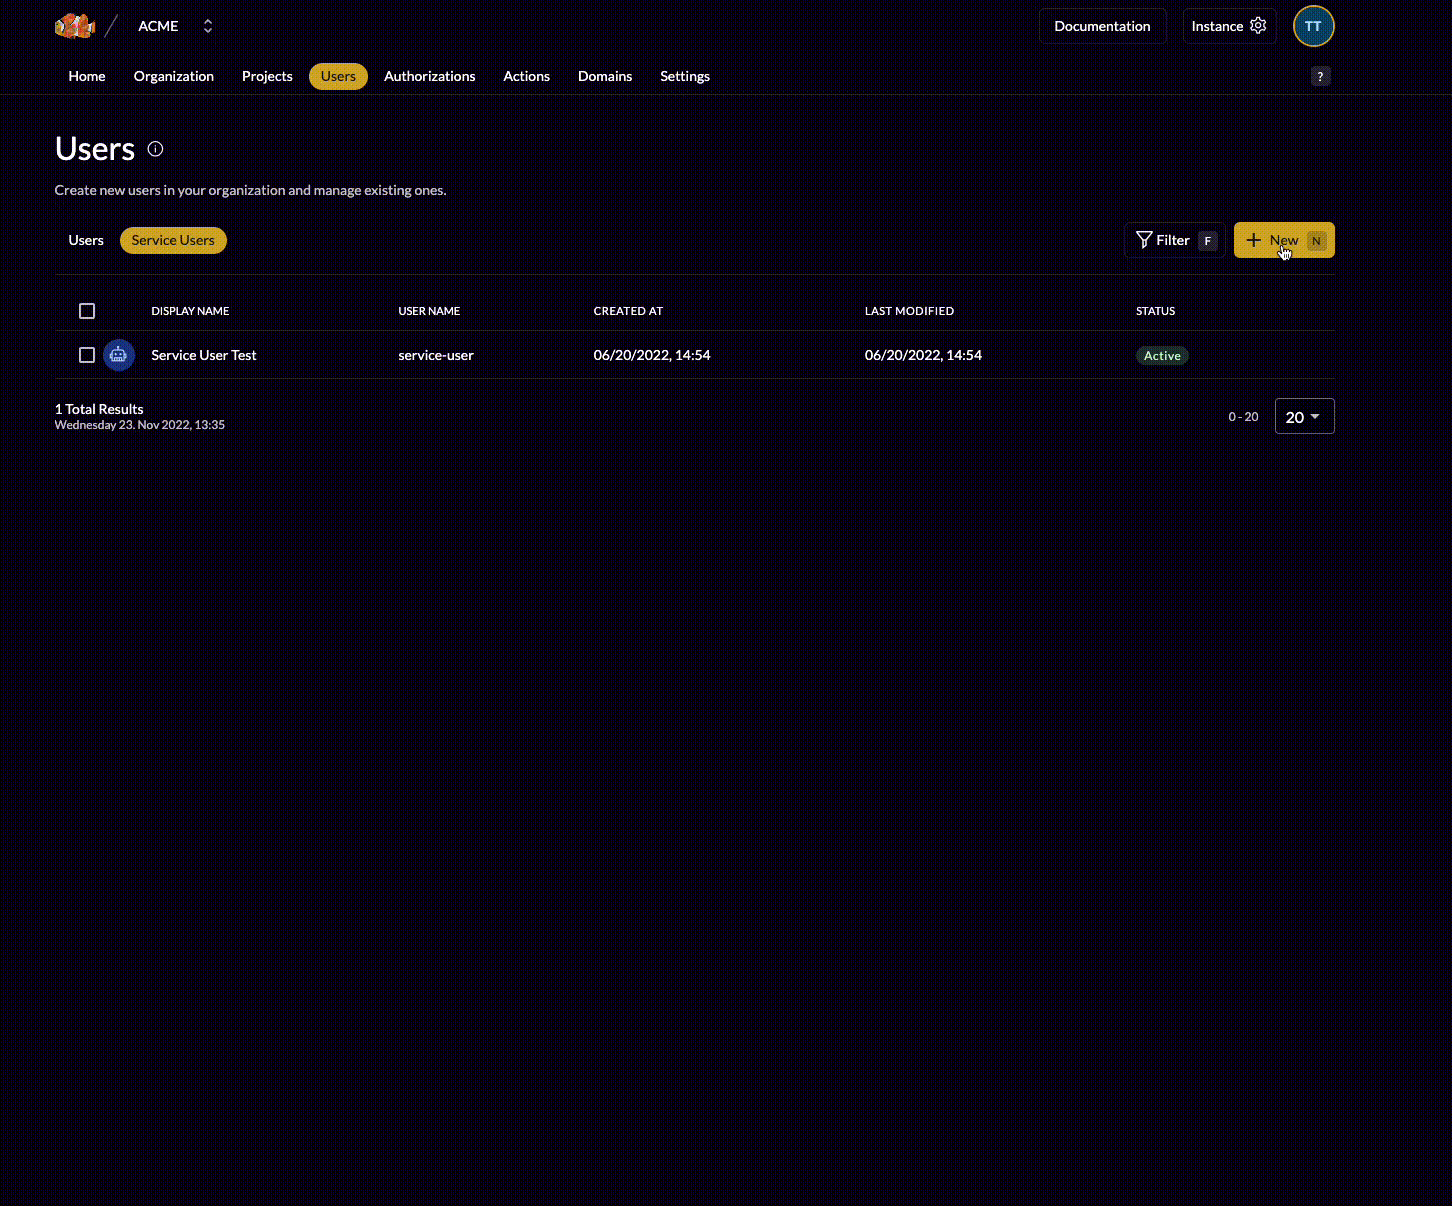 ACME Documentation Instance TT
Home Organization Projects Users Authorizations Actions Domains Settings ?
Users
Create new users in your organization and manage existing ones.
Users Service Users Filter F New N
DISPLAY NAME USER NAME CREATED AT LAST MODIFIED STATUS
Service User Test service-user 06/20/2022, 14:54 06/20/2022, 14:54 Active
1 Total Results
Wednesday 23. Nov 2022, 13:35
0 - 20 20